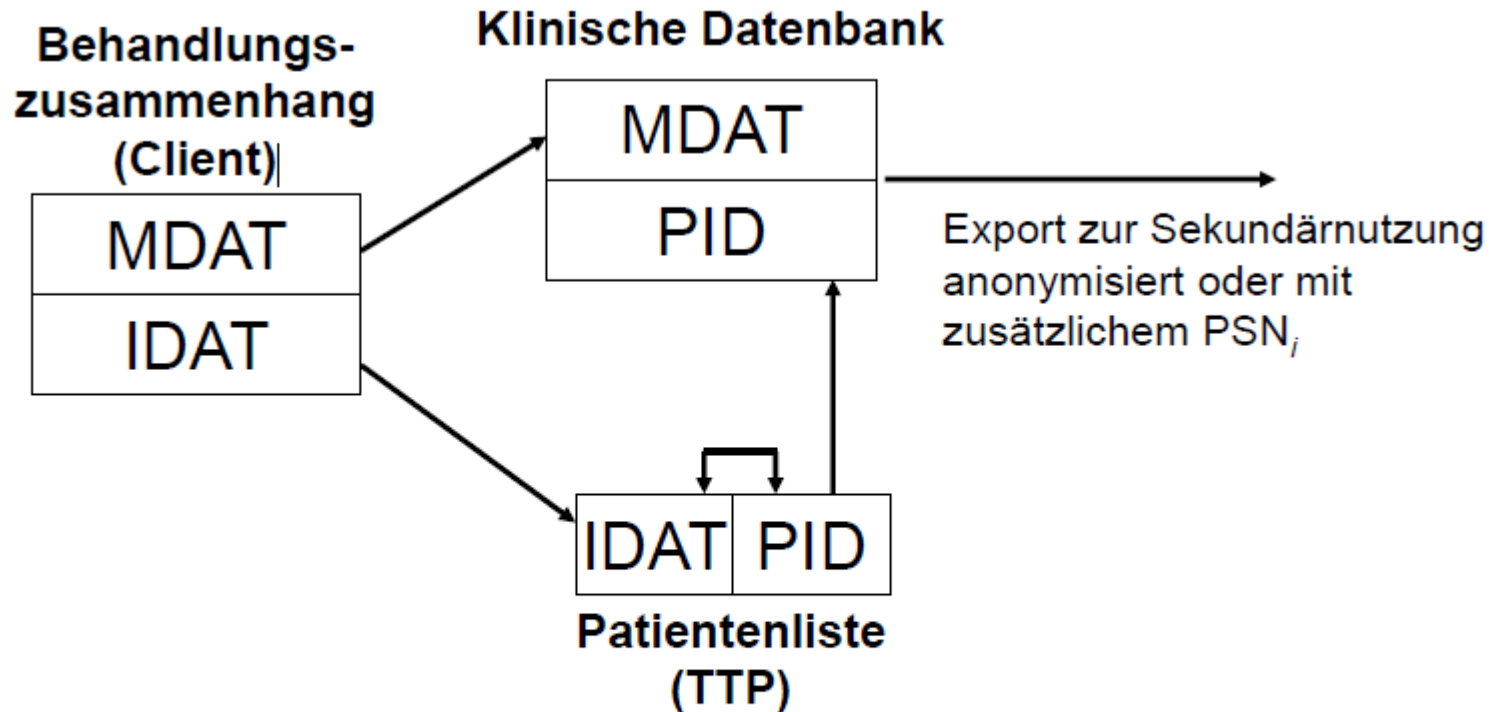 Behandlungs-
zusammenhang
(Client)
MDAT
IDAT
Klinische Datenbank
MDAT
PID
Export zur Sekundärnutzung
anonymisiert oder mit
zusätzlichem PSNi
IDAT PID
Patientenliste
(TTP)